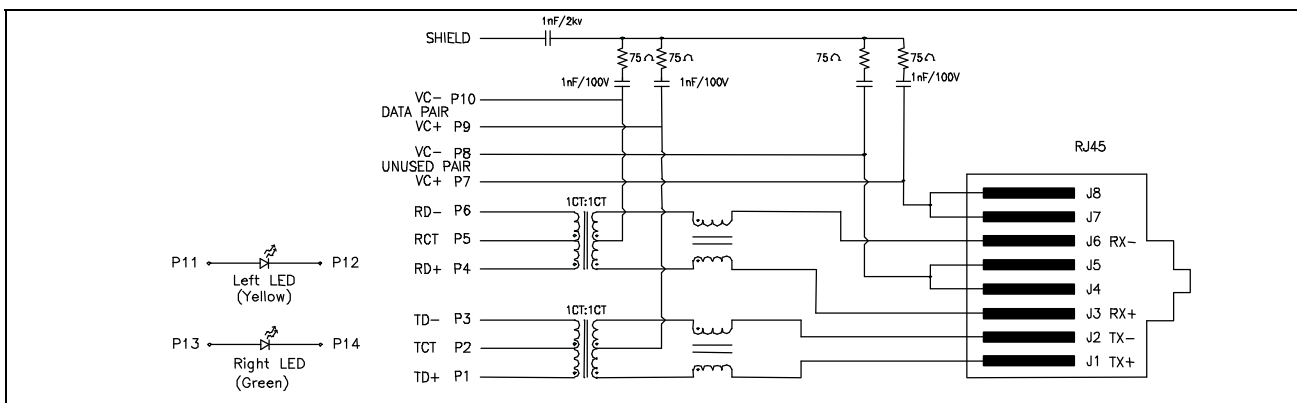 1nF/2kv
SHIELD
75Ω 75Ω 75Ω 75Ω
1nF/100V 1nF/100V 1nF/100V 1nF/100V
VC- P10
DATA PAIR
VC+ P9
VC- P8
UNUSED PAIR
VC+ P7
RJ45
1CT:1CT
RD- P6
RCT P5
RD+ P4
1CT:1CT
TD- P3
TCT P2
TD+ P1
J8
J7
J6 RX-
J5
J4
J3 RX+
J2 TX-
J1 TX+
P11 P12
Left LED
(Yellow)
P13 P14
Right LED
(Green)